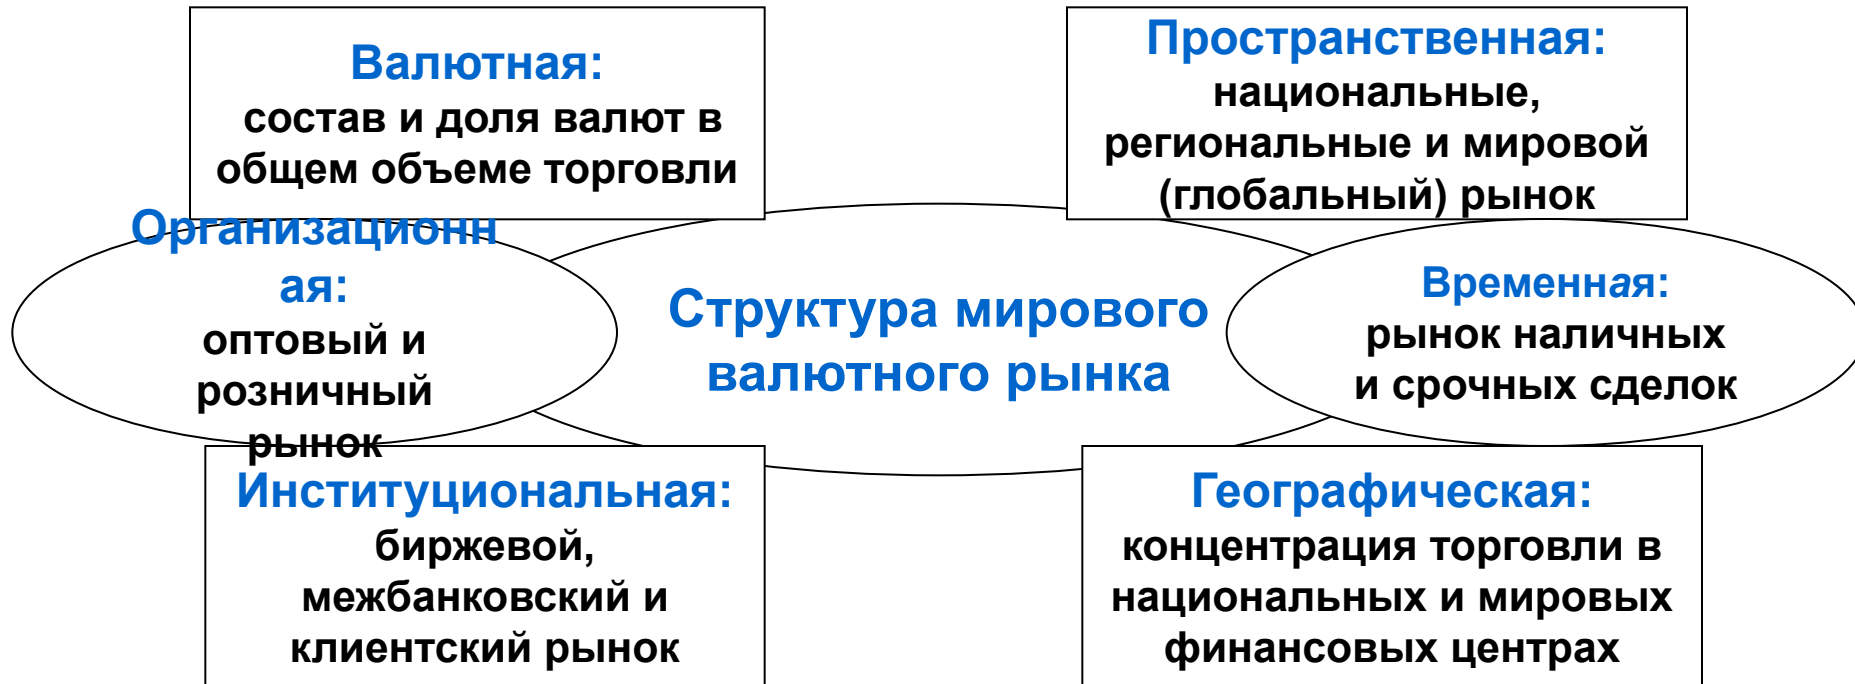 Валютная:
состав и доля валют в
общем объеме торговли
Пространственная:
национальные,
региональные и мировой
(глобальный) рынок
Организационн
ая:
оптовый и
розничный
рынок
Структура мирового
валютного рынка
Временная:
рынок наличных
и срочных сделок
Институциональная:
биржевой,
межбанковский и
клиентский рынок
Географическая:
концентрация торговли в
национальных и мировых
финансовых центрах